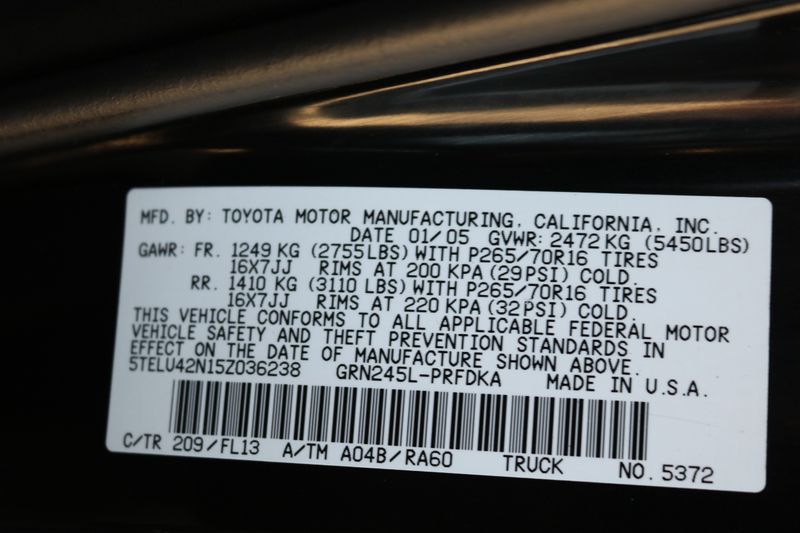 MFD. BY: TOYOTA MOTOR MANUFACTURING, CALIFORNIA, INC.
DATE 01/05 GVWR: 2472KG (5450LBS)
GAWR: FR. 1249 KG (2755LBS) WITH P265/70R16 TIRES
16X7JJ RIMS AT 200 KPA (29PSI) COLD.
RR. 1410 KG (3110 LBS) WITH P265/70R16 TIRES
16X7JJ RIMS AT 220 KPA (32PSI) COLD.
THIS VEHICLE CONFORMS TO ALL APPLICABLE FEDERAL MOTOR
VEHICLE SAFETY AND THEFT PREVENTION STANDARDS IN
EFFECT ON THE DATE OF MANUFACTURE SHOWN ABOVE.
5TELU42N15Z036238 GRN245L-PRFDKA MADE IN U.S.A.
C/TR 209/FL13 A/TM A04B/RA60 TRUCK NO. 5372